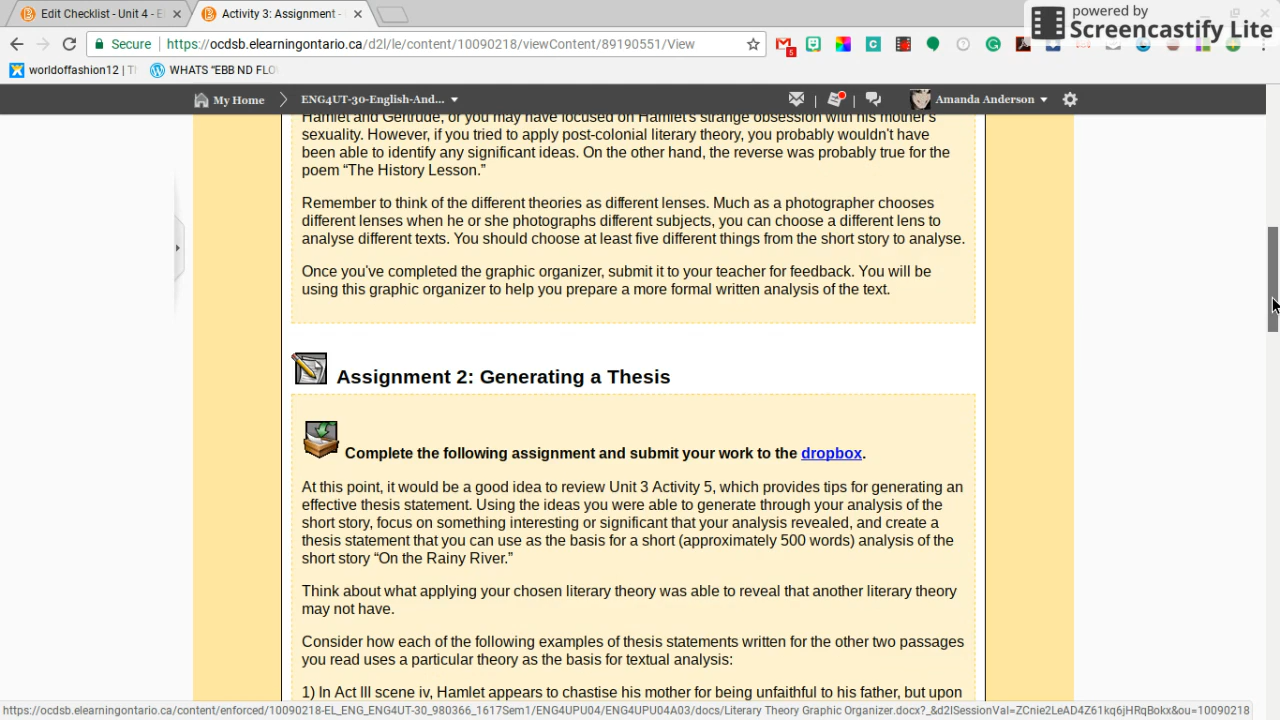 Edit Checklist - Unit 4 - E
Activity 3: Assignment -
powered by
Screencastify Lite
Secure
https://ocdsb.elearningontario.ca/d2l/le/content/10090218/viewContent/89190551/View
5
worldoffashion12 | T
WHATS "EBB ND FLO
My Home
ENG4UT-30-English-And...
Amanda Anderson
Hamlet and Gertrude, or you may have focused on Hamlet's strange obsession with his mother's
sexuality. However, if you tried to apply post-colonial literary theory, you probably wouldn't have
been able to identify any significant ideas. On the other hand, the reverse was probably true for the
poem “The History Lesson.”
Remember to think of the different theories as different lenses. Much as a photographer chooses
different lenses when he or she photographs different subjects, you can choose a different lens to
analyse different texts. You should choose at least five different things from the short story to analyse.
Once you've completed the graphic organizer, submit it to your teacher for feedback. You will be
using this graphic organizer to help you prepare a more formal written analysis of the text.
Assignment 2: Generating a Thesis
Complete the following assignment and submit your work to the dropbox.
At this point, it would be a good idea to review Unit 3 Activity 5, which provides tips for generating an
effective thesis statement. Using the ideas you were able to generate through your analysis of the
short story, focus on something interesting or significant that your analysis revealed, and create a
thesis statement that you can use as the basis for a short (approximately 500 words) analysis of the
short story “On the Rainy River.”
Think about what applying your chosen literary theory was able to reveal that another literary theory
may not have.
Consider how each of the following examples of thesis statements written for the other two passages
you read uses a particular theory as the basis for textual analysis:
1) In Act III scene iv, Hamlet appears to chastise his mother for being unfaithful to his father, but upon
https://ocdsb.elearningontario.ca/content/enforced/10090218-EL_ENG_ENG4UT-30_980366_1617Sem1/ENG4UPU04/ENG4UPU04A03/docs/Literary Theory Graphic Organizer.docx?_&d2lSessionVal=ZCnie2LeAD4Z61kq6jHRqBokx&ou=10090218